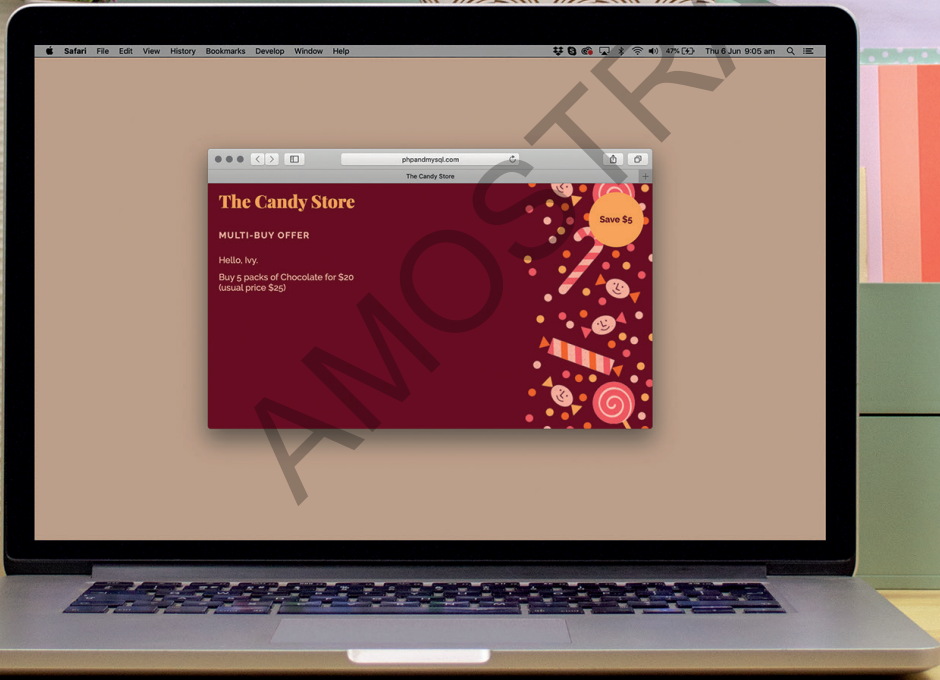 Safari File Edit View History Bookmarks Develop Window Help 47% Thu 6 Jun 9:05 am
phpandmysql.com
The Candy Store
The Candy Store
Save $5
MULTI-BUY OFFER
Hello, Ivy.
Buy 5 packs of Chocolate for $20
(usual price $25)
AMOSTRA